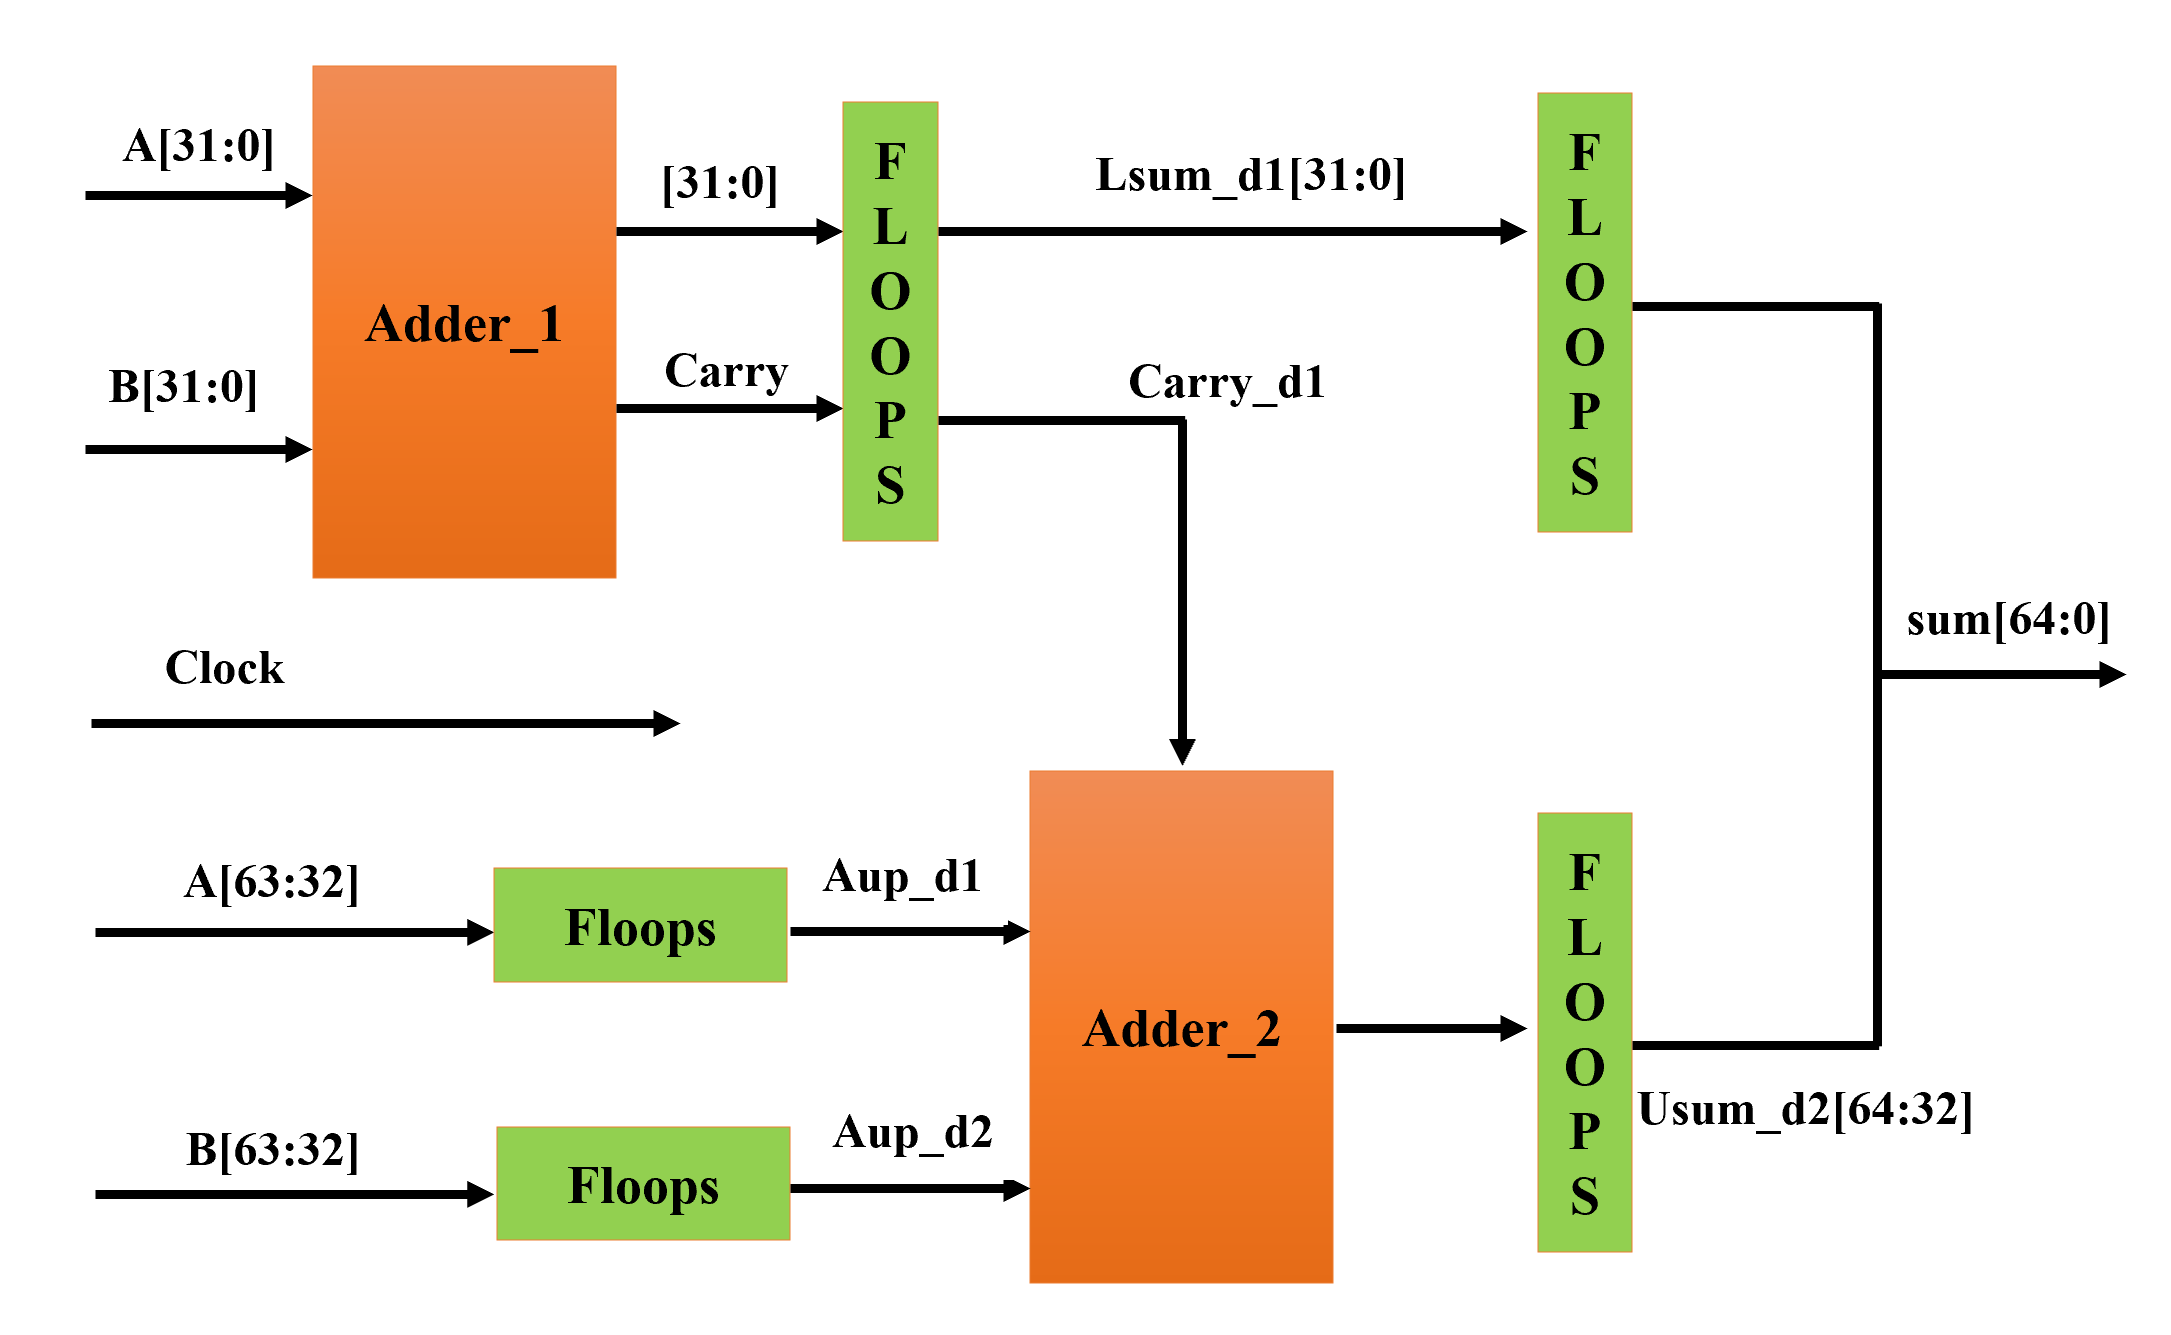 A[31:0]
B[31:0]
Adder_1
[31:0]
Carry
FLOOPS
Lsum_d1[31:0]
Carry_d1
FLOOPS
sum[64:0]
Clock
A[63:32]
Floops
Aup_d1
B[63:32]
Floops
Aup_d2
Adder_2
FLOOPS
Usum_d2[64:32]